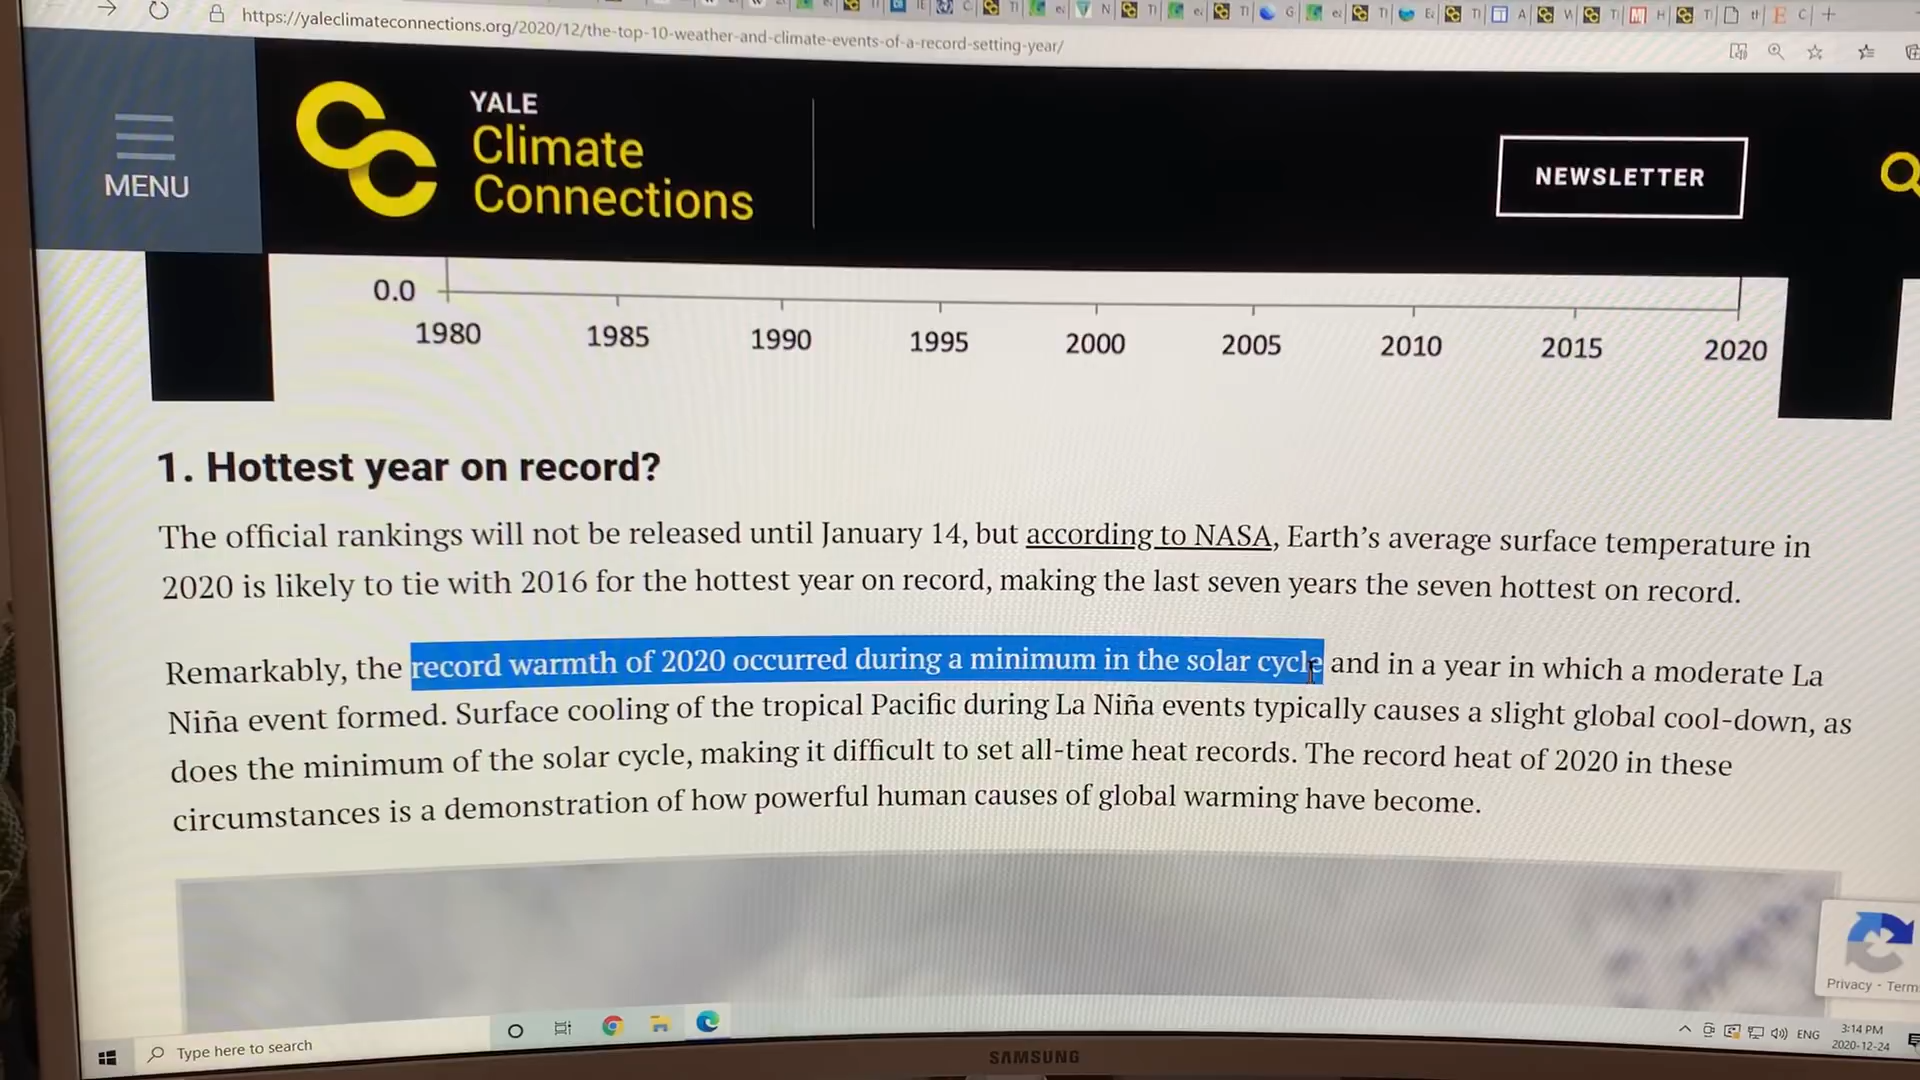 https://yaleclimateconnections.org/2020/12/the-top-10-weather-and-climate-events-of-a-record-setting-year/
MENU
YALE
Climate
Connections
NEWSLETTER
0.0
1980 1985 1990 1995 2000 2005 2010 2015 2020
1. Hottest year on record?
The official rankings will not be released until January 14, but according to NASA, Earth’s average surface temperature in
2020 is likely to tie with 2016 for the hottest year on record, making the last seven years the seven hottest on record.
Remarkably, the record warmth of 2020 occurred during a minimum in the solar cycle and in a year in which a moderate La
Niña event formed. Surface cooling of the tropical Pacific during La Niña events typically causes a slight global cool-down, as
does the minimum of the solar cycle, making it difficult to set all-time heat records. The record heat of 2020 in these
circumstances is a demonstration of how powerful human causes of global warming have become.
Privacy - Term
Type here to search
ENG
3:14 PM
2020-12-24
SAMSUNG